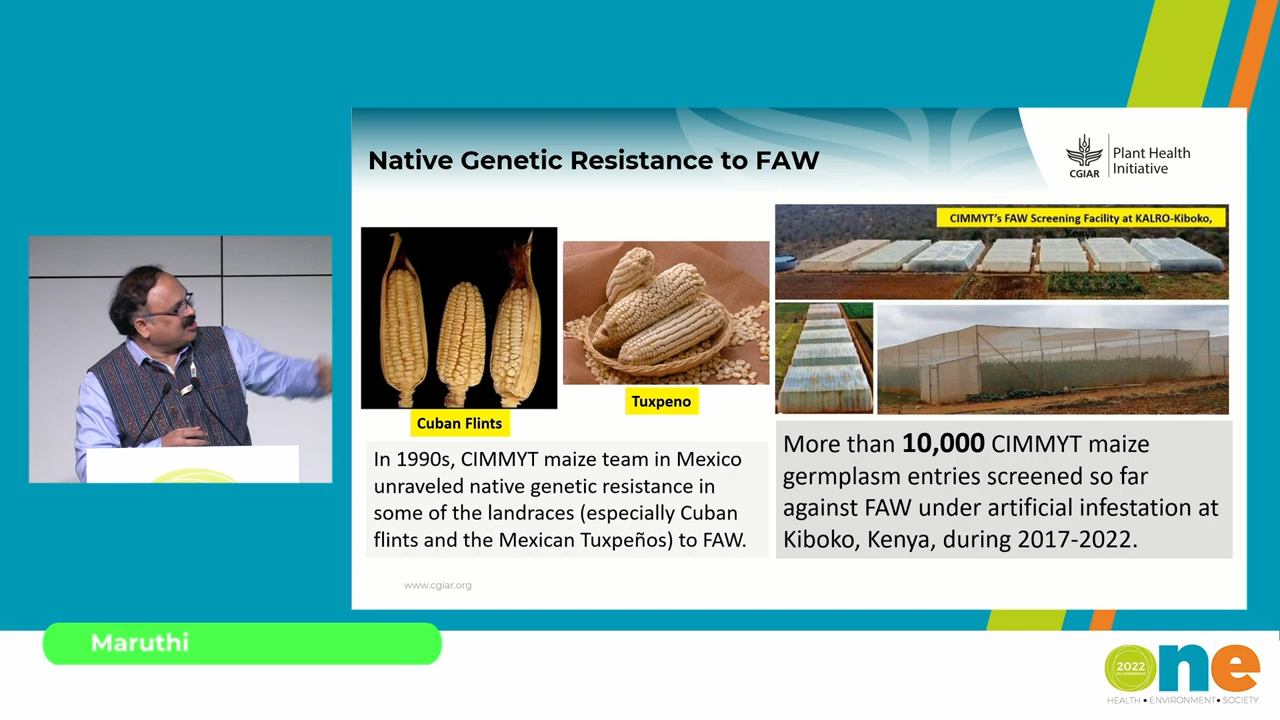 Native Genetic Resistance to FAW
CGIAR
Plant Health
Initiative
CIMMYT's FAW Screening Facility at KALRO-Kiboko,
Kenya
Cuban Flints
Tuxpeno
In 1990s, CIMMYT maize team in Mexico
unraveled native genetic resistance in
some of the landraces (especially Cuban
flints and the Mexican Tuxpeños) to FAW.
More than 10,000 CIMMYT maize
germplasm entries screened so far
against FAW under artificial infestation at
Kiboko, Kenya, during 2017-2022.
www.cgiar.org
Maruthi
2022
one
HEALTH • ENVIRONMENT • SOCIETY